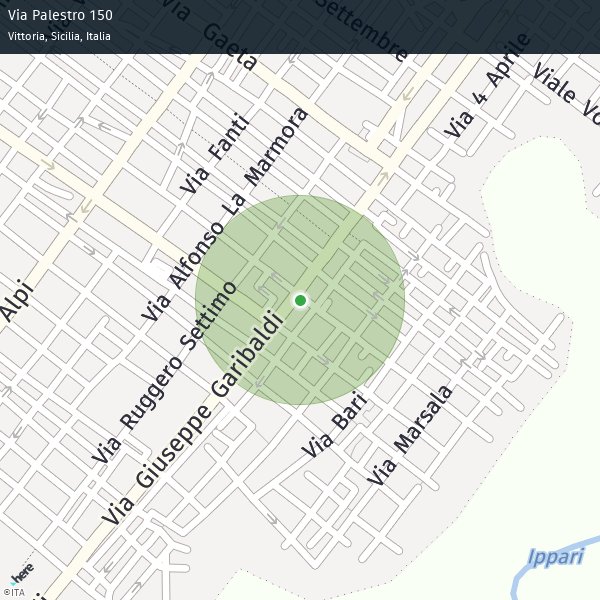 Via Palestro 150
Vittoria, Sicilia, Italia
Via Gaeta
Settembre
Via 4 Aprile
Viale
Via Fanti
Via Alfonso La Marmora
Alpi
Via Ruggero Settimo
Via Giuseppe Garibaldi
Via Bari
Via Marsala
Ippari
here
©ITA